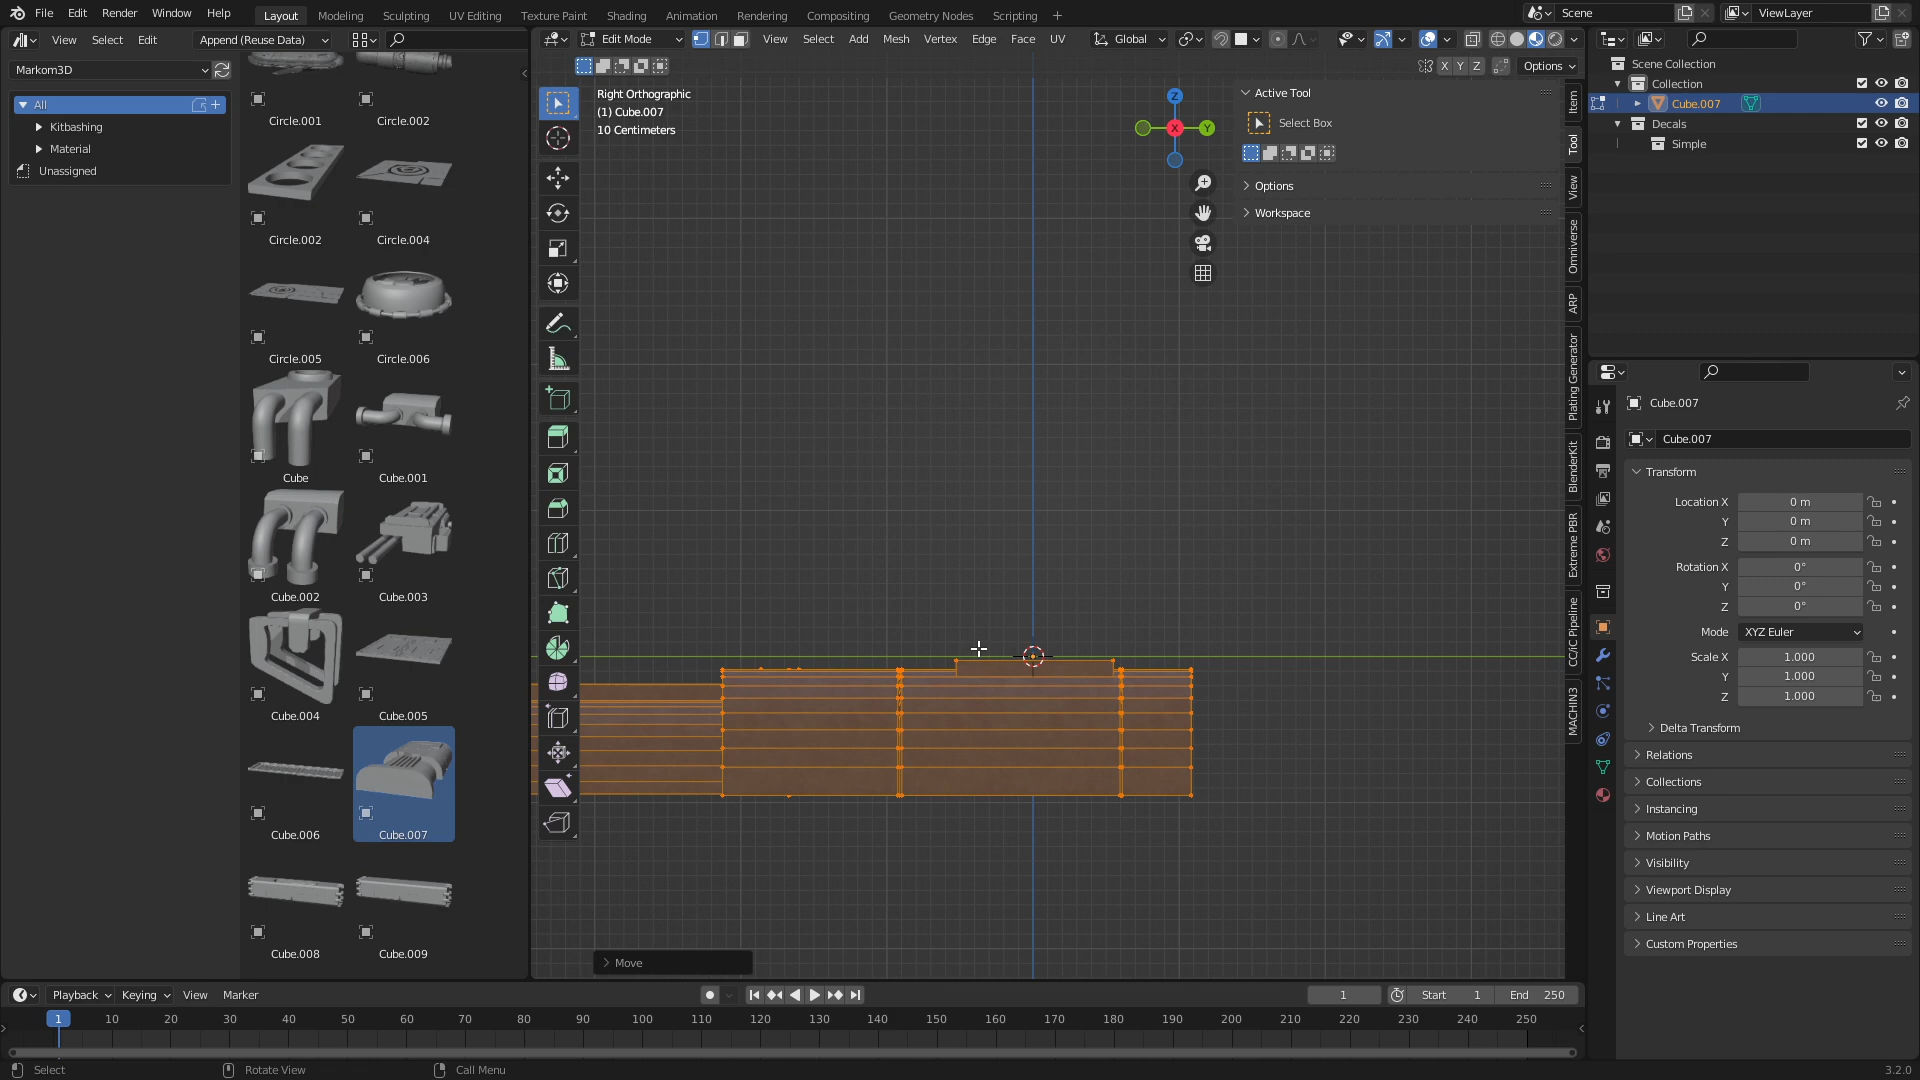 File Edit Render Window Help
Layout Modeling Sculpting UV Editing Texture Paint Shading Animation Rendering Compositing Geometry Nodes Scripting +
Scene
ViewLayer
View Select Edit
Append (Reuse Data)
Markom3D
All
Kitbashing
Material
Unassigned
Circle.001 Circle.002
Circle.002 Circle.004
Circle.005 Circle.006
Cube Cube.001
Cube.002 Cube.003
Cube.004 Cube.005
Cube.006 Cube.007
Cube.008 Cube.009
Edit Mode
View Select Add Mesh Vertex Edge Face UV
Global
X Y Z
Options
Right Orthographic
(1) Cube.007
10 Centimeters
Z
X
Y
Active Tool
Select Box
Options
Workspace
Item
Tool
View
Omniverse
ARP
Plating Generator
BlenderKit
Extreme PBR
CC/iC Pipeline
MACHIN3
Move
Scene Collection
Collection
Cube.007
Decals
Simple
Cube.007
Cube.007
Transform
Location X 0 m
Y 0 m
Z 0 m
Rotation X 0°
Y 0°
Z 0°
Mode XYZ Euler
Scale X 1.000
Y 1.000
Z 1.000
Delta Transform
Relations
Collections
Instancing
Motion Paths
Visibility
Viewport Display
Line Art
Custom Properties
Playback Keying View Marker
1
Start 1
End 250
1 10 20 30 40 50 60 70 80 90 100 110 120 130 140 150 160 170 180 190 200 210 220 230 240 250
Select
Rotate View
Call Menu
3.2.0